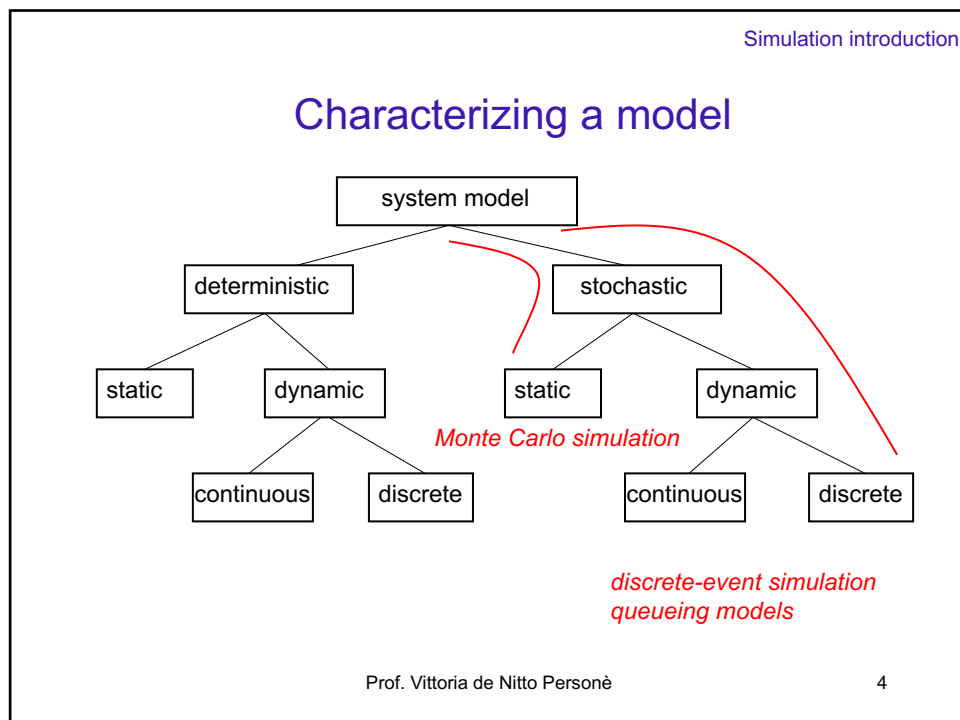 Simulation introduction
Characterizing a model
system model
deterministic
stochastic
static
dynamic
static
dynamic
Monte Carlo simulation
continuous
discrete
continuous
discrete
discrete-event simulation
queueing models
Prof. Vittoria de Nitto Personè
4